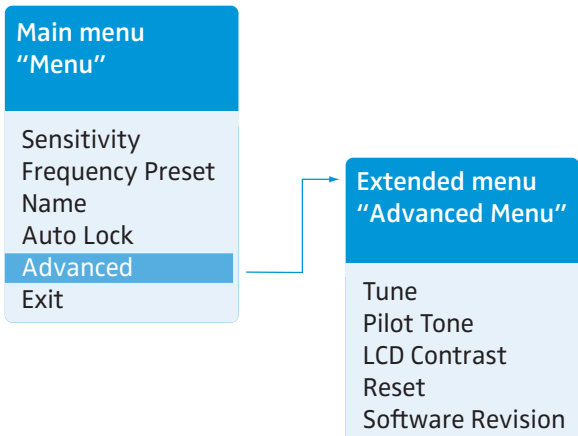 Main menu
“Menu”
Sensitivity
Frequency Preset
Name
Auto Lock
Advanced
Exit
Extended menu
“Advanced Menu”
Tune
Pilot Tone
LCD Contrast
Reset
Software Revision